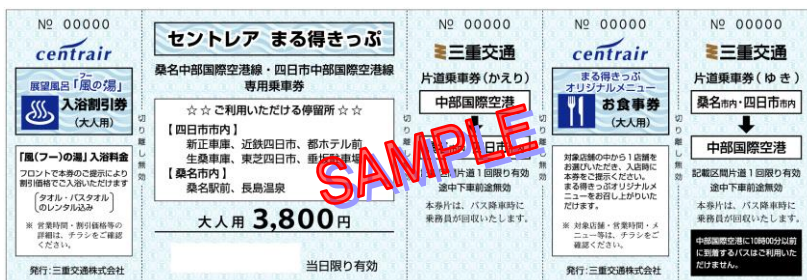 № 00000
centrair
展望風呂「風の湯」
フー
入浴割引券
(大人用)
「風(フー)の湯」入浴料金
フロントで本券のご提示により
割引価格でご入浴いただけます
タオル・バスタオル
のレンタル込み
※ 営業時間・割引価格等の
詳細は、チラシをご確認
ください。
発行:三重交通株式会社
セントレア まる得きっぷ
桑名中部国際空港線・四日市中部国際空港線
専用乗車券
☆☆ご利用いただける停留所☆☆
【四日市市内】
新正車庫、近鉄四日市、都ホテル前
生桑車庫、東芝四日市、垂坂駐車場
【桑名市内】
桑名駅前、長島温泉
大人用 3,800円
当日限り有効
切り離し無効
№ 00000
三重交通
片道乗車券(かえり)
中部国際空港
日市
記載区間片道1回限り有効
途中下車前途無効
本券片は、バス降車時に
乗務員が回収いたします。
SAMPLE
切り離し無効
№ 00000
centrair
まる得きっぷ
オリジナルメニュー
お食事券
(大人用)
対象店舗の中から1店舗を
お選びいただき、入店時に
本券をご提示ください。
まる得きっぷオリジナルメ
ニューをお召し上がりいた
だけます。
※ 対象店舗・営業時間・メ
ニュー等は、チラシをご
確認ください。
発行:三重交通株式会社
切り離し無効
№ 00000
三重交通
片道乗車券(ゆき)
桑名市内・四日市市内
中部国際空港
記載区間片道1回限り有効
途中下車前途無効
本券片は、バス降車時に
乗務員が回収いたします。
中部国際空港に10時00分以前
に到着するバスはご利用いた
だけません。